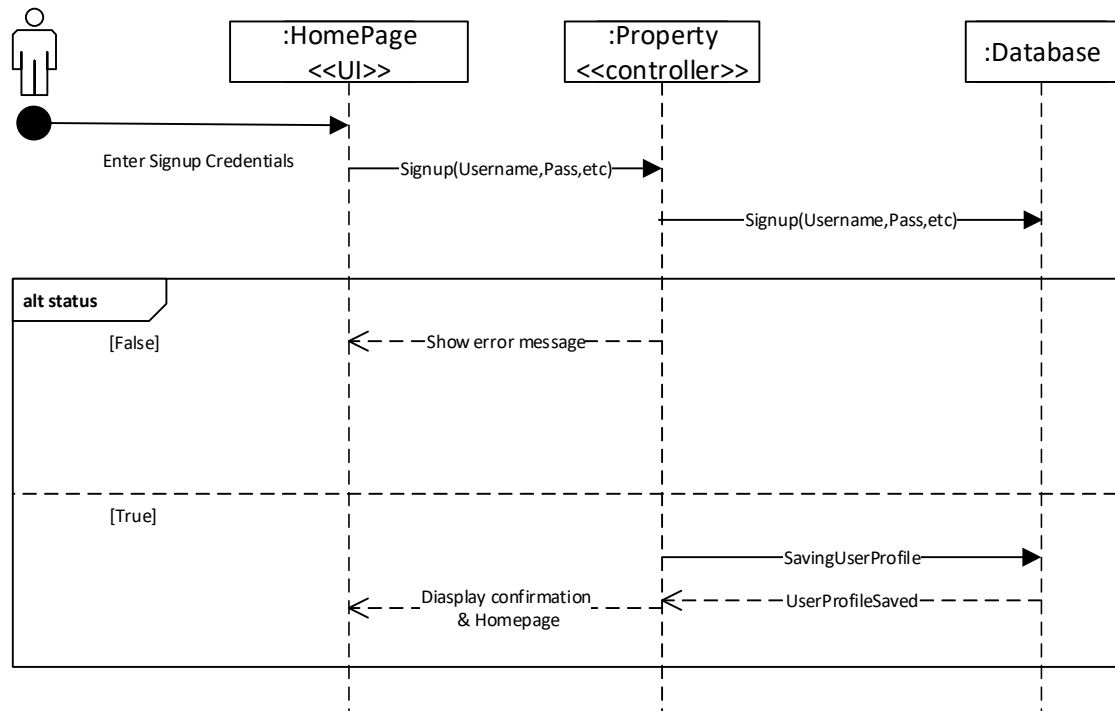 :HomePage
<<UI>>
:Property
<<controller>>
:Database
Enter Signup Credentials
Signup(Username,Pass,etc)
Signup(Username,Pass,etc)
alt status
[False]
Show error message
[True]
SavingUserProfile
UserProfileSaved
Diasplay confirmation
& Homepage